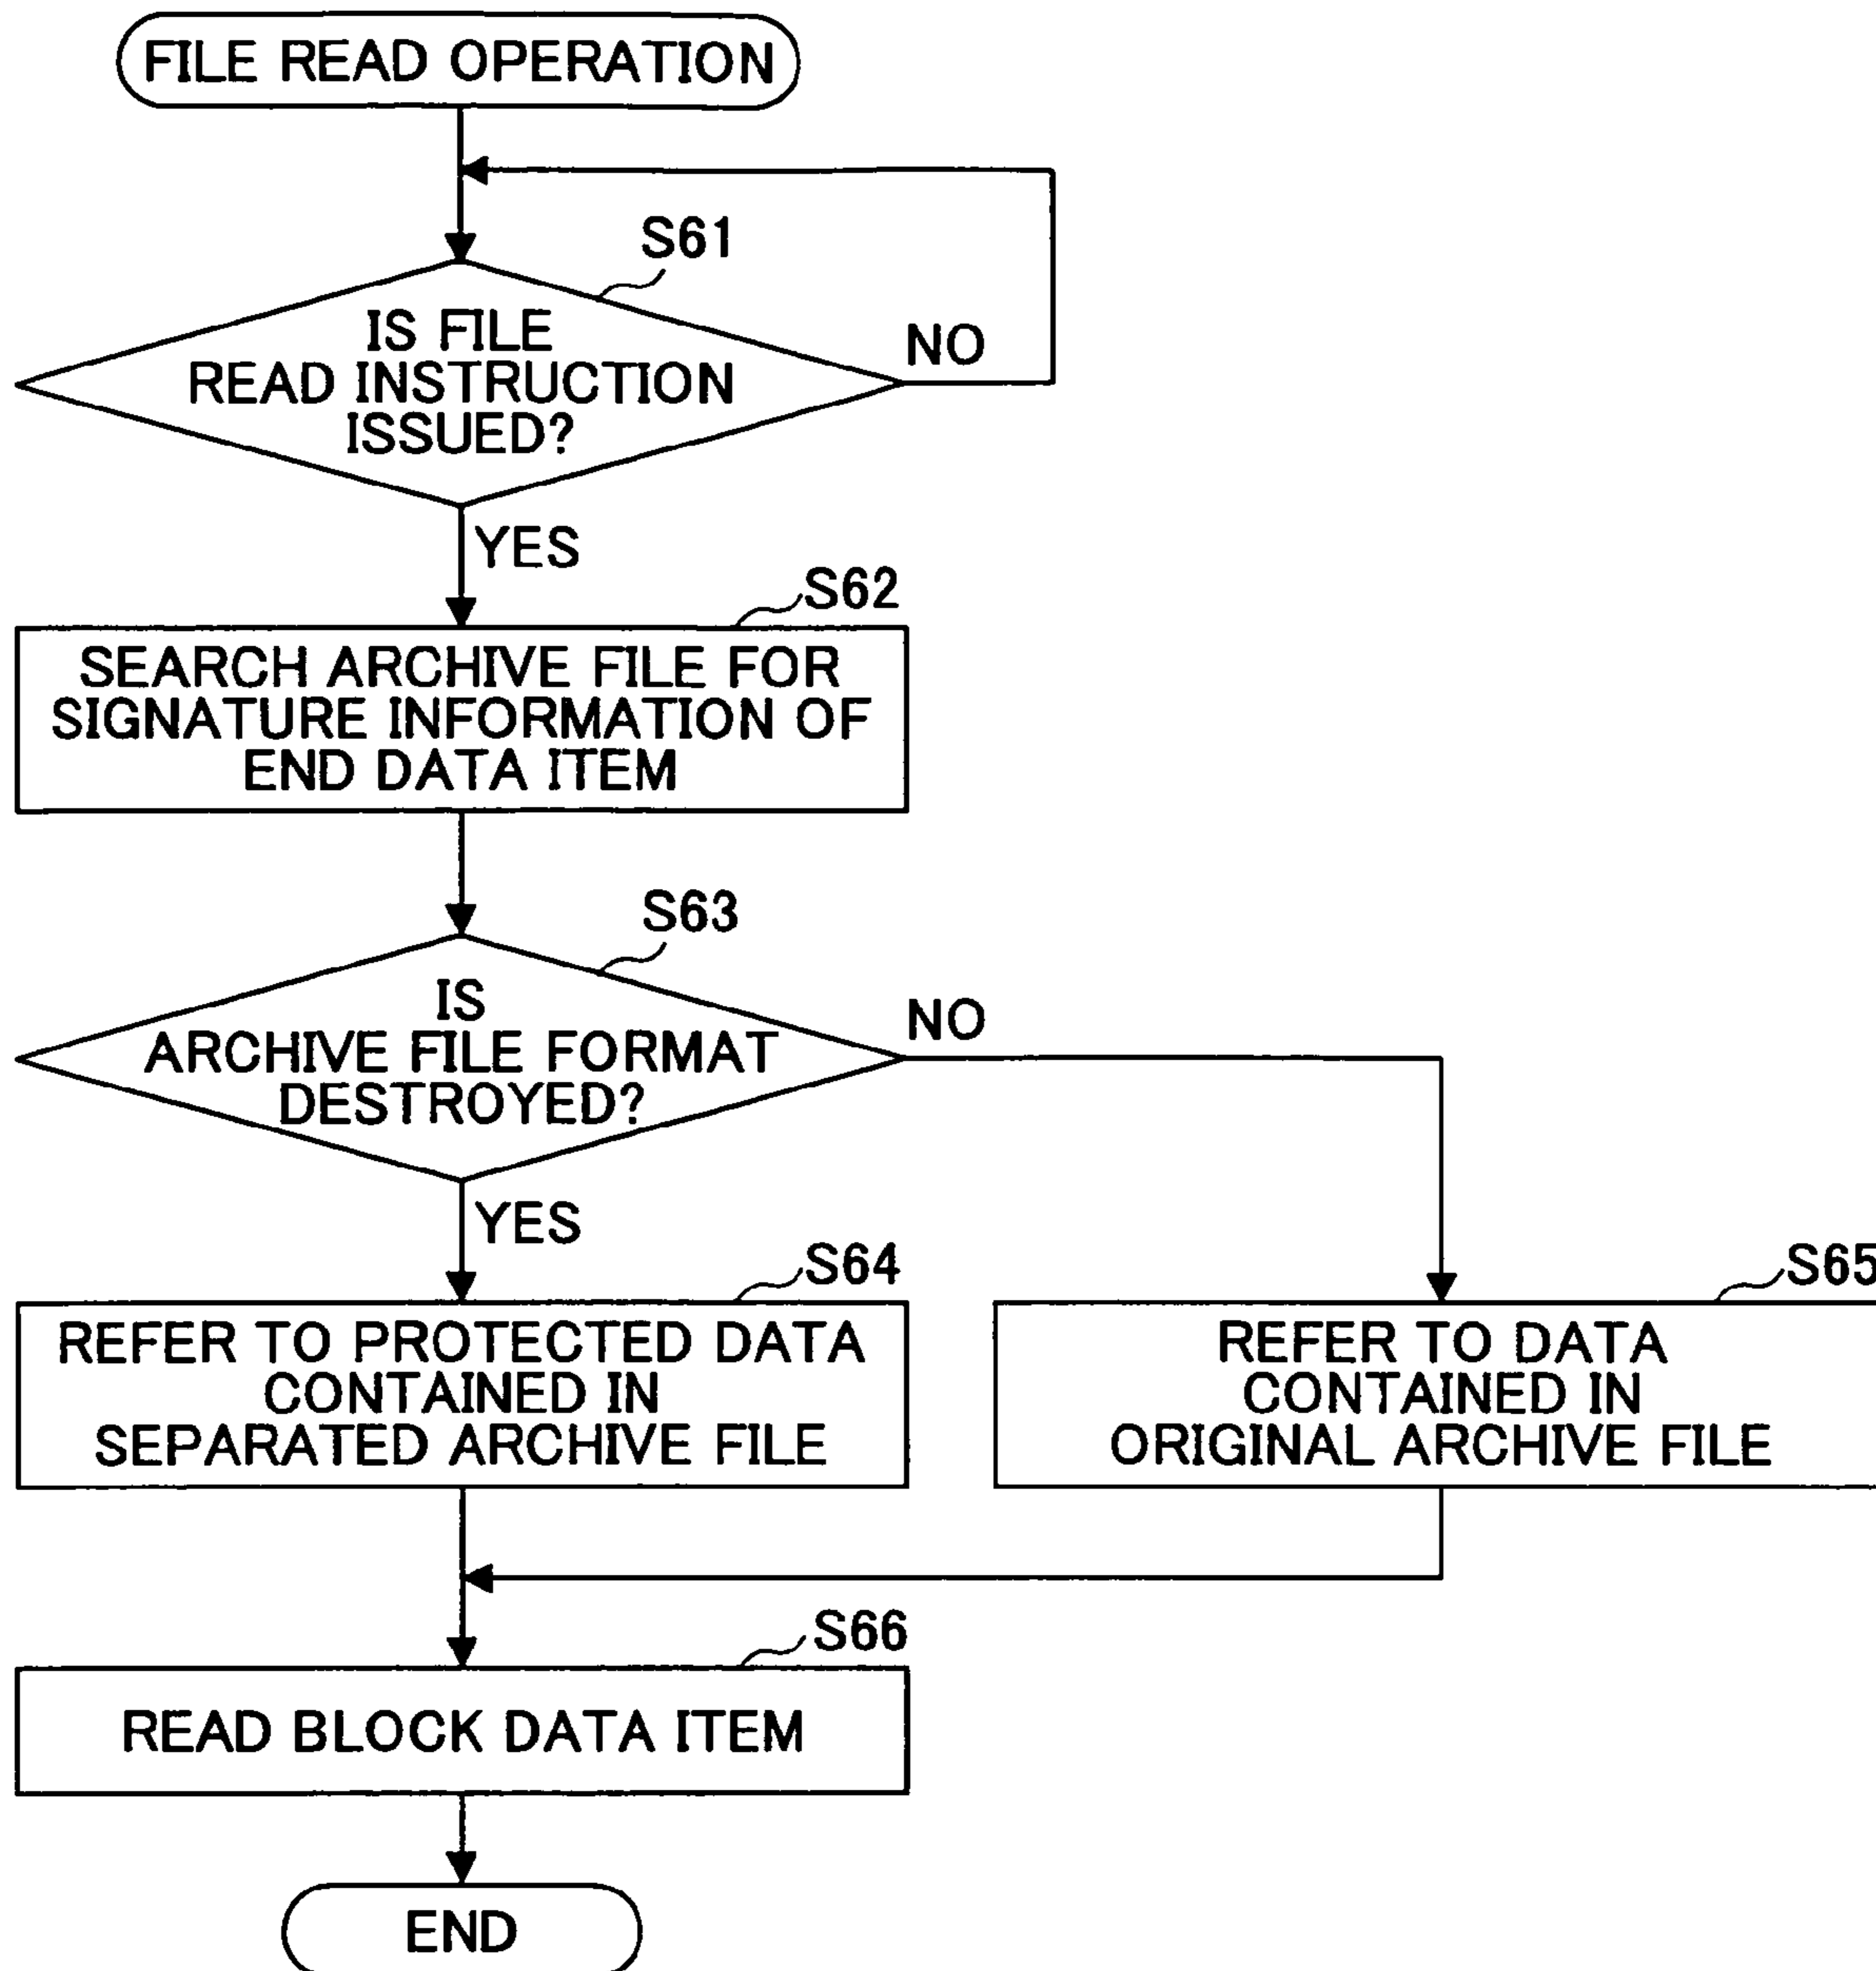 FILE READ OPERATION
S61
IS FILE
READ INSTRUCTION
ISSUED?
NO
YES
S62
SEARCH ARCHIVE FILE FOR
SIGNATURE INFORMATION OF
END DATA ITEM
S63
IS
ARCHIVE FILE FORMAT
DESTROYED?
NO
YES
S64
REFER TO PROTECTED DATA
CONTAINED IN
SEPARATED ARCHIVE FILE
S65
REFER TO DATA
CONTAINED IN
ORIGINAL ARCHIVE FILE
S66
READ BLOCK DATA ITEM
END